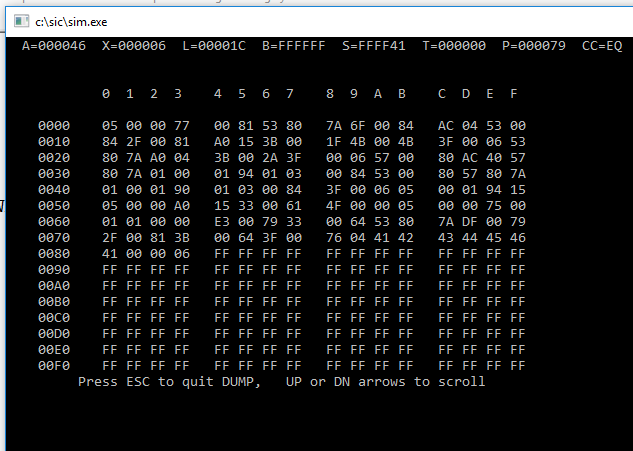 c:\sic\sim.exe
A=000046 X=000006 L=00001C B=FFFFFF S=FFFF41 T=000000 P=000079 CC=EQ
0 1 2 3 4 5 6 7 8 9 A B C D E F
0000 05 00 00 77 00 81 53 80 7A 6F 00 84 AC 04 53 00
0010 84 2F 00 81 A0 15 3B 00 1F 4B 00 4B 3F 00 06 53
0020 80 7A A0 04 3B 00 2A 3F 00 06 57 00 80 AC 40 57
0030 80 7A 01 00 01 94 01 03 00 84 53 00 80 57 80 7A
0040 01 00 01 90 01 03 00 84 3F 00 06 05 00 01 94 15
0050 05 00 00 A0 15 33 00 61 4F 00 00 05 00 00 75 00
0060 01 01 00 00 E3 00 79 33 00 64 53 80 7A DF 00 79
0070 2F 00 81 3B 00 64 3F 00 76 04 41 42 43 44 45 46
0080 41 00 00 06 FF FF FF FF FF FF FF FF FF FF FF FF
0090 FF FF FF FF FF FF FF FF FF FF FF FF FF FF FF FF
00A0 FF FF FF FF FF FF FF FF FF FF FF FF FF FF FF FF
00B0 FF FF FF FF FF FF FF FF FF FF FF FF FF FF FF FF
00C0 FF FF FF FF FF FF FF FF FF FF FF FF FF FF FF FF
00D0 FF FF FF FF FF FF FF FF FF FF FF FF FF FF FF FF
00E0 FF FF FF FF FF FF FF FF FF FF FF FF FF FF FF FF
00F0 FF FF FF FF FF FF FF FF FF FF FF FF FF FF FF FF
Press ESC to quit DUMP, UP or DN arrows to scroll